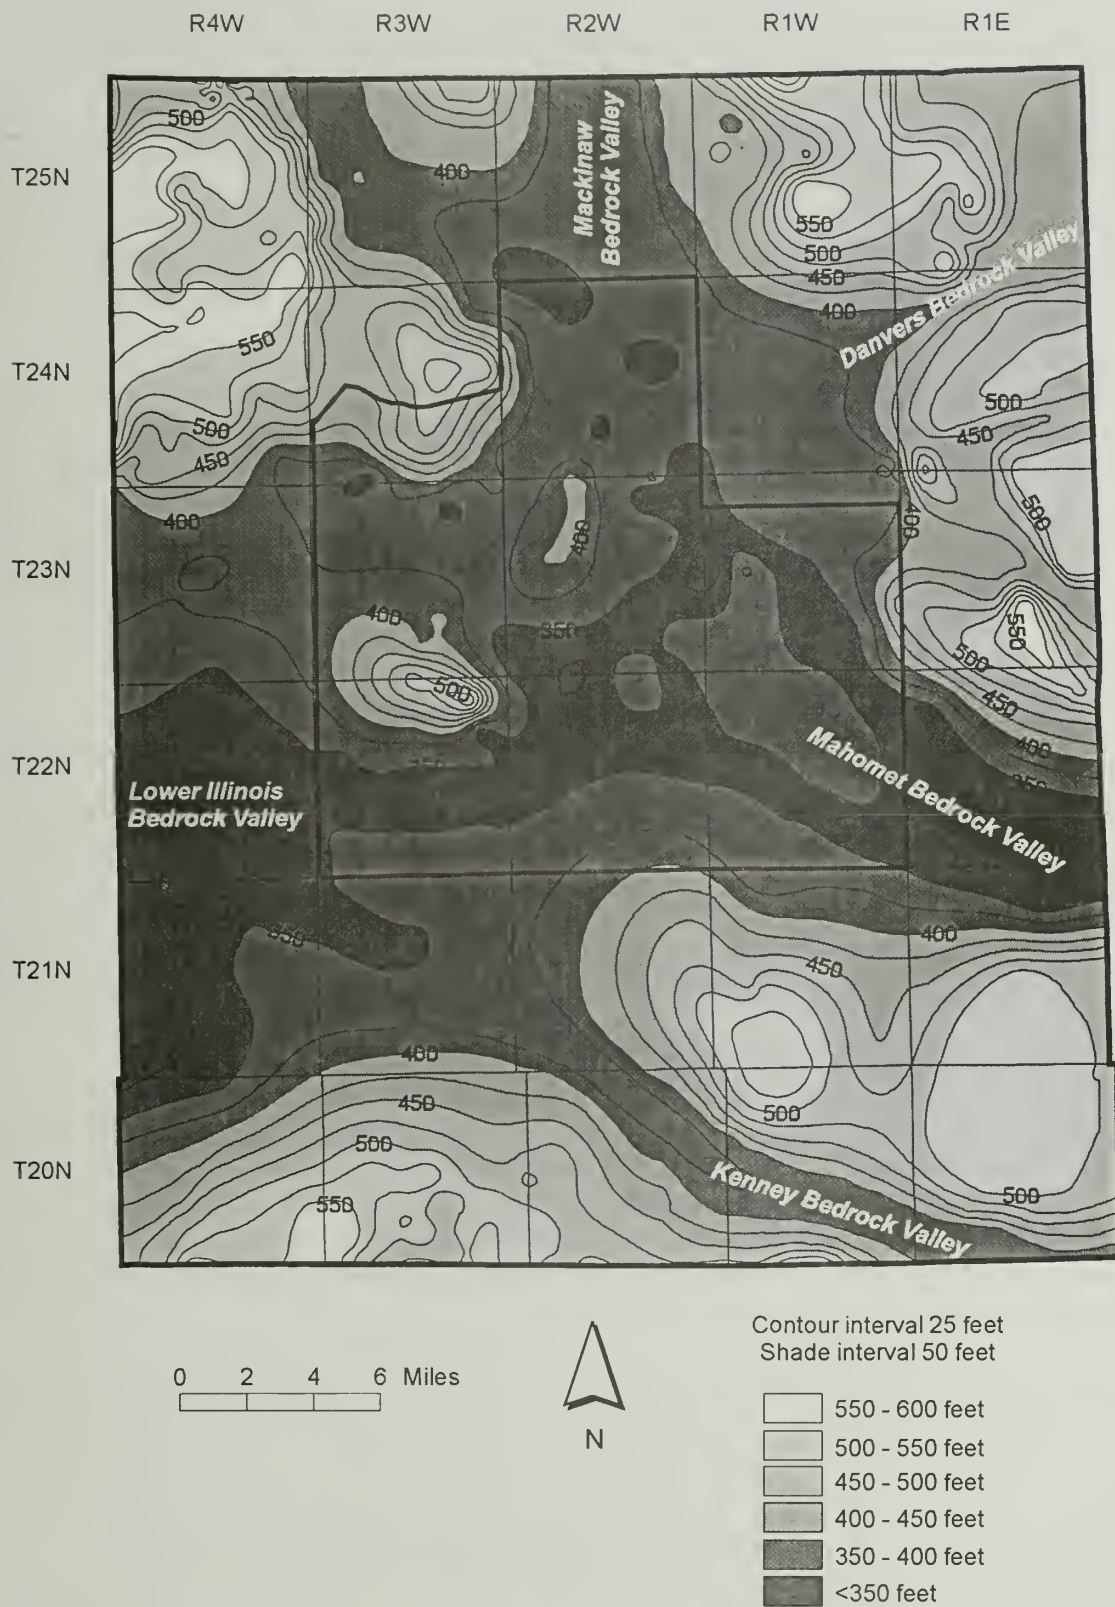 R4W R3W R2W R1W R1E
T25N
T24N
T23N
T22N
T21N
T20N
500
400
Mackinaw
Bedrock Valley
550
500
450
400
Danvers Bedrock Valley
550
500
450
500
450
400
500
400
400
550
500
450
400
350
400
350
400
500
Mahomet Bedrock Valley
Lower Illinois
Bedrock Valley
350
400
450
400
450
500
550
500
500
Kenney Bedrock Valley
0 2 4 6 Miles
N
Contour interval 25 feet
Shade interval 50 feet
550 - 600 feet
500 - 550 feet
450 - 500 feet
400 - 450 feet
350 - 400 feet
<350 feet